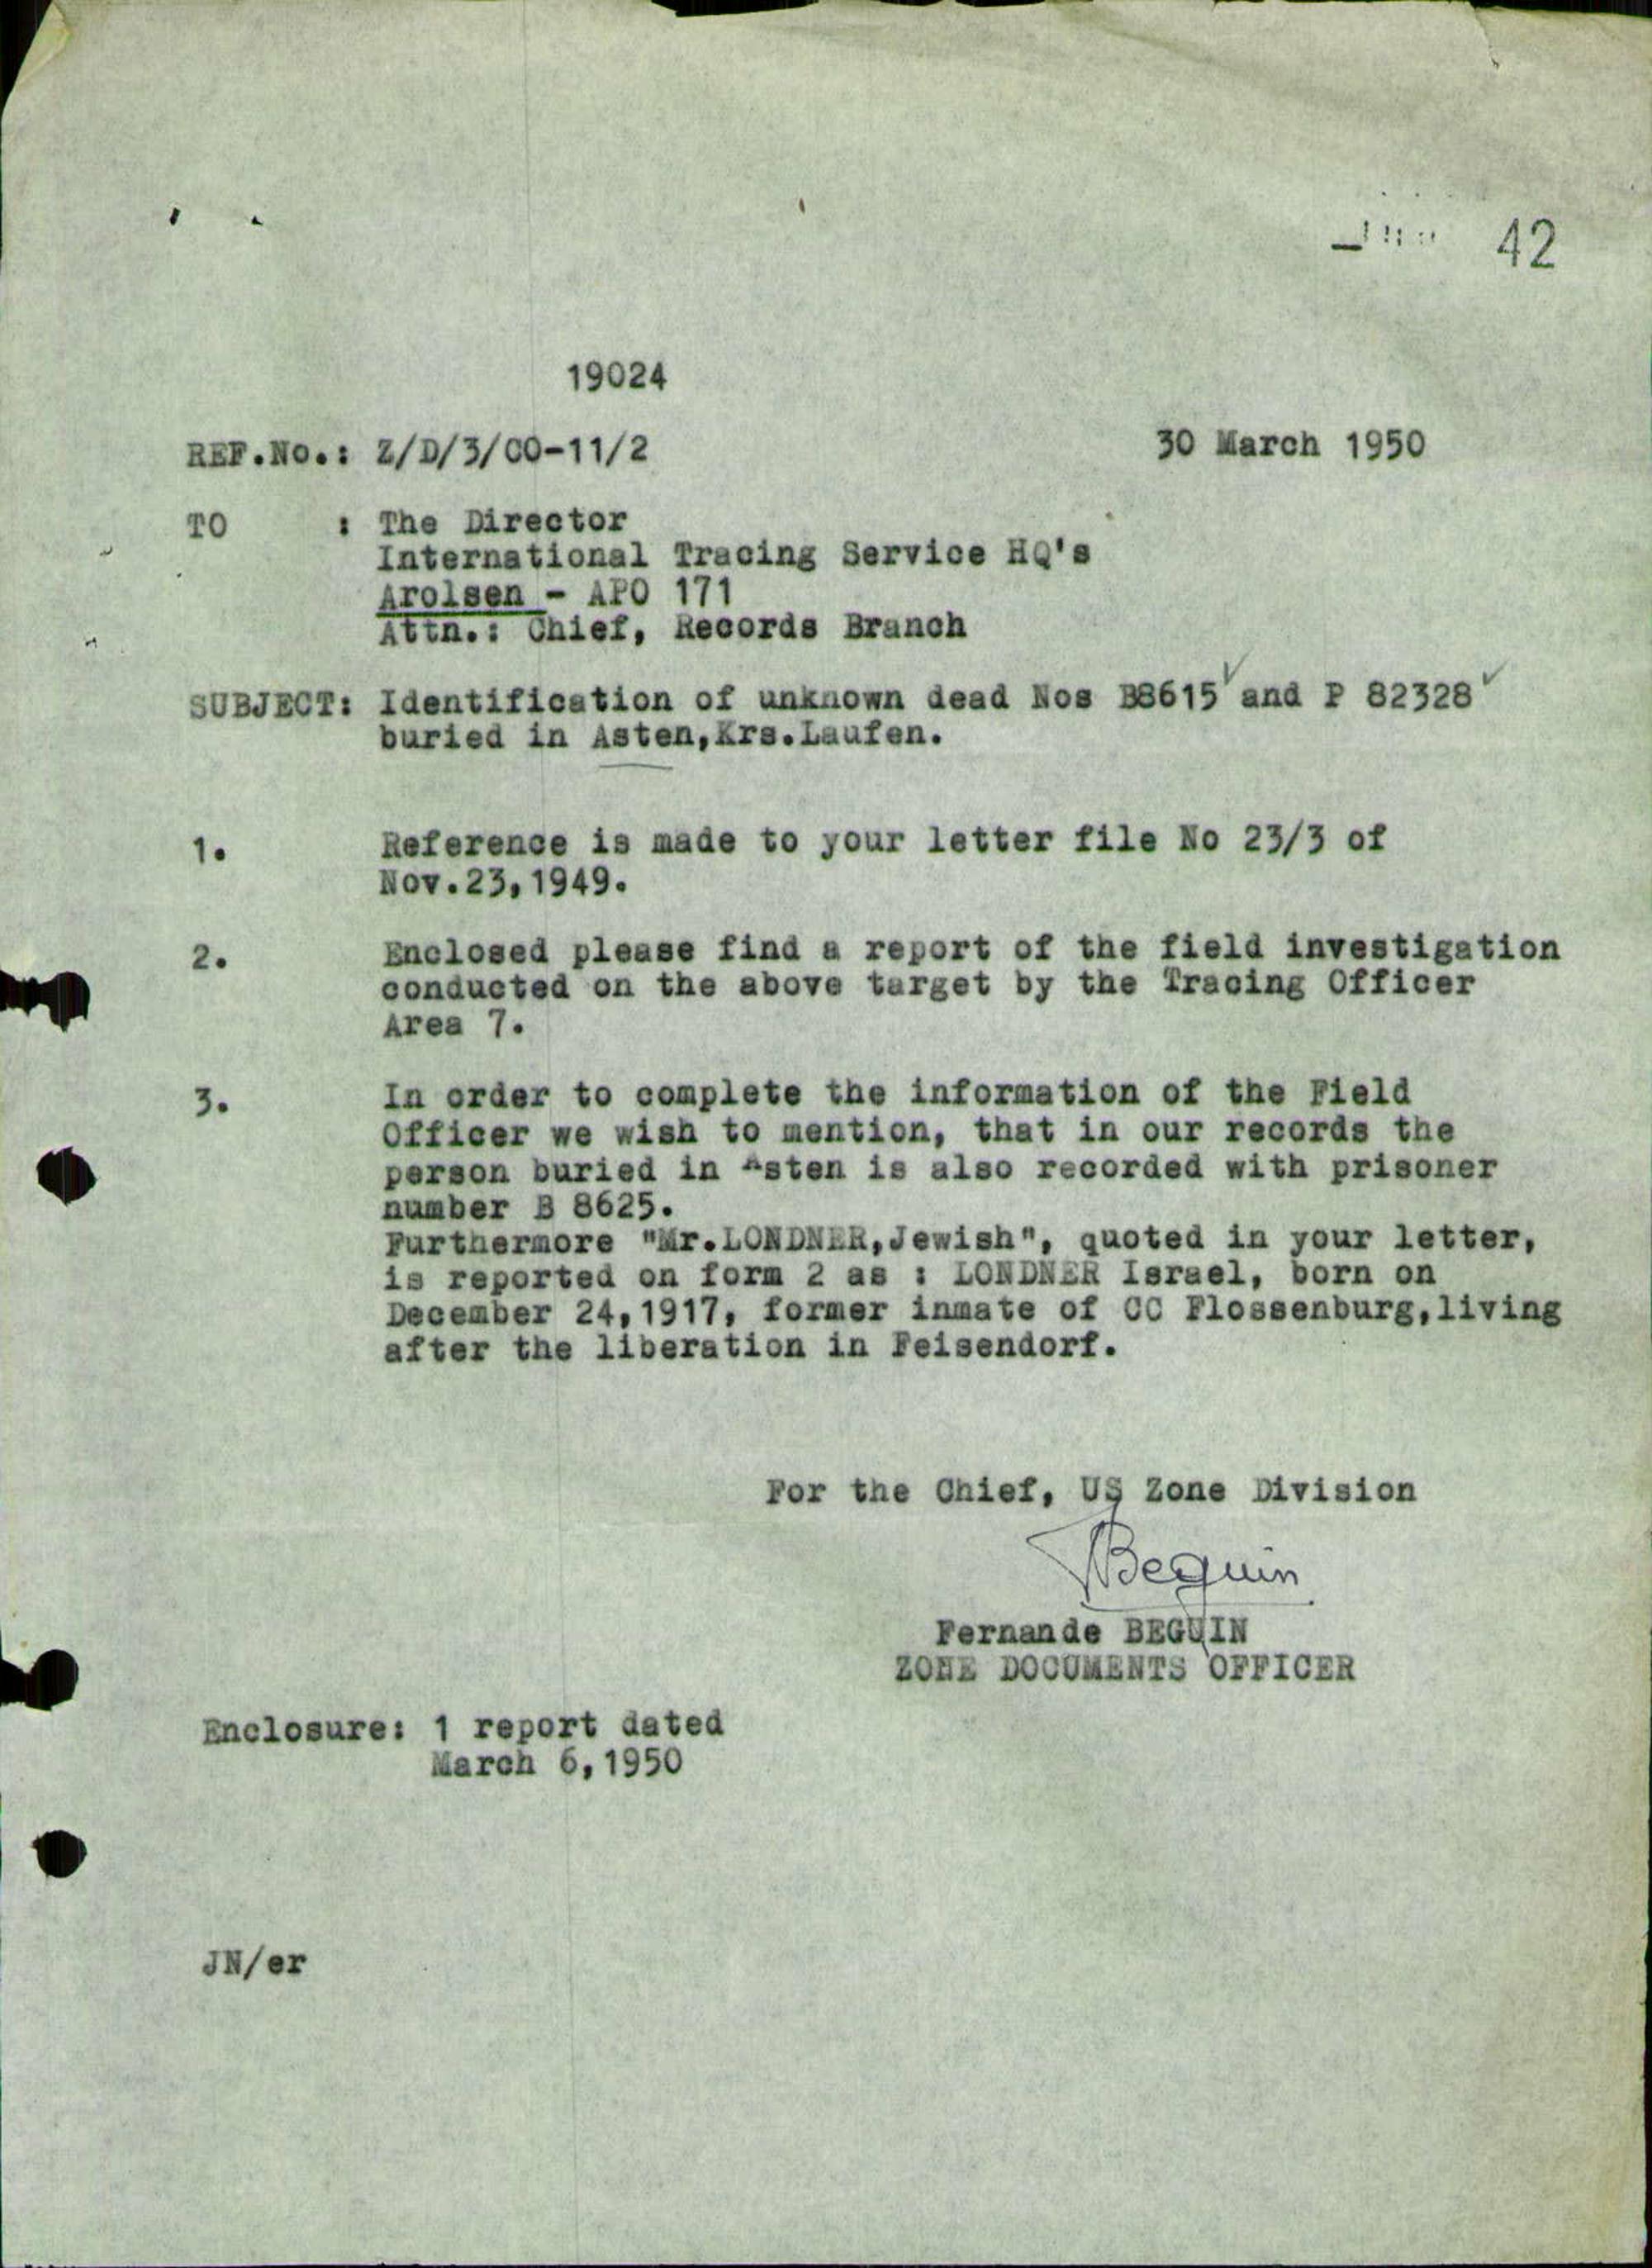 42
19024
REF.No.: Z/D/3/CO-11/2 30 March 1950
TO : The Director
International Tracing Service HQ's
Arolsen - APO 171
Attn.: Chief, Records Branch
SUBJECT: Identification of unknown dead Nos B8615 and P 82328
buried in Asten,Krs.Laufen.
1. Reference is made to your letter file No 23/3 of
Nov.23,1949.
2. Enclosed please find a report of the field investigation
conducted on the above target by the Tracing Officer
Area 7.
3. In order to complete the information of the Field
Officer we wish to mention, that in our records the
person buried in Asten is also recorded with prisoner
number B 8625.
Furthermore "Mr.LONDNER,Jewish", quoted in your letter,
is reported on form 2 as : LONDNER Israel, born on
December 24,1917, former inmate of CC Flossenburg,living
after the liberation in Feisendorf.
For the Chief, US Zone Division
Beguin
Fernande BEGUIN
ZONE DOCUMENTS OFFICER
Enclosure: 1 report dated
March 6,1950
JN/er